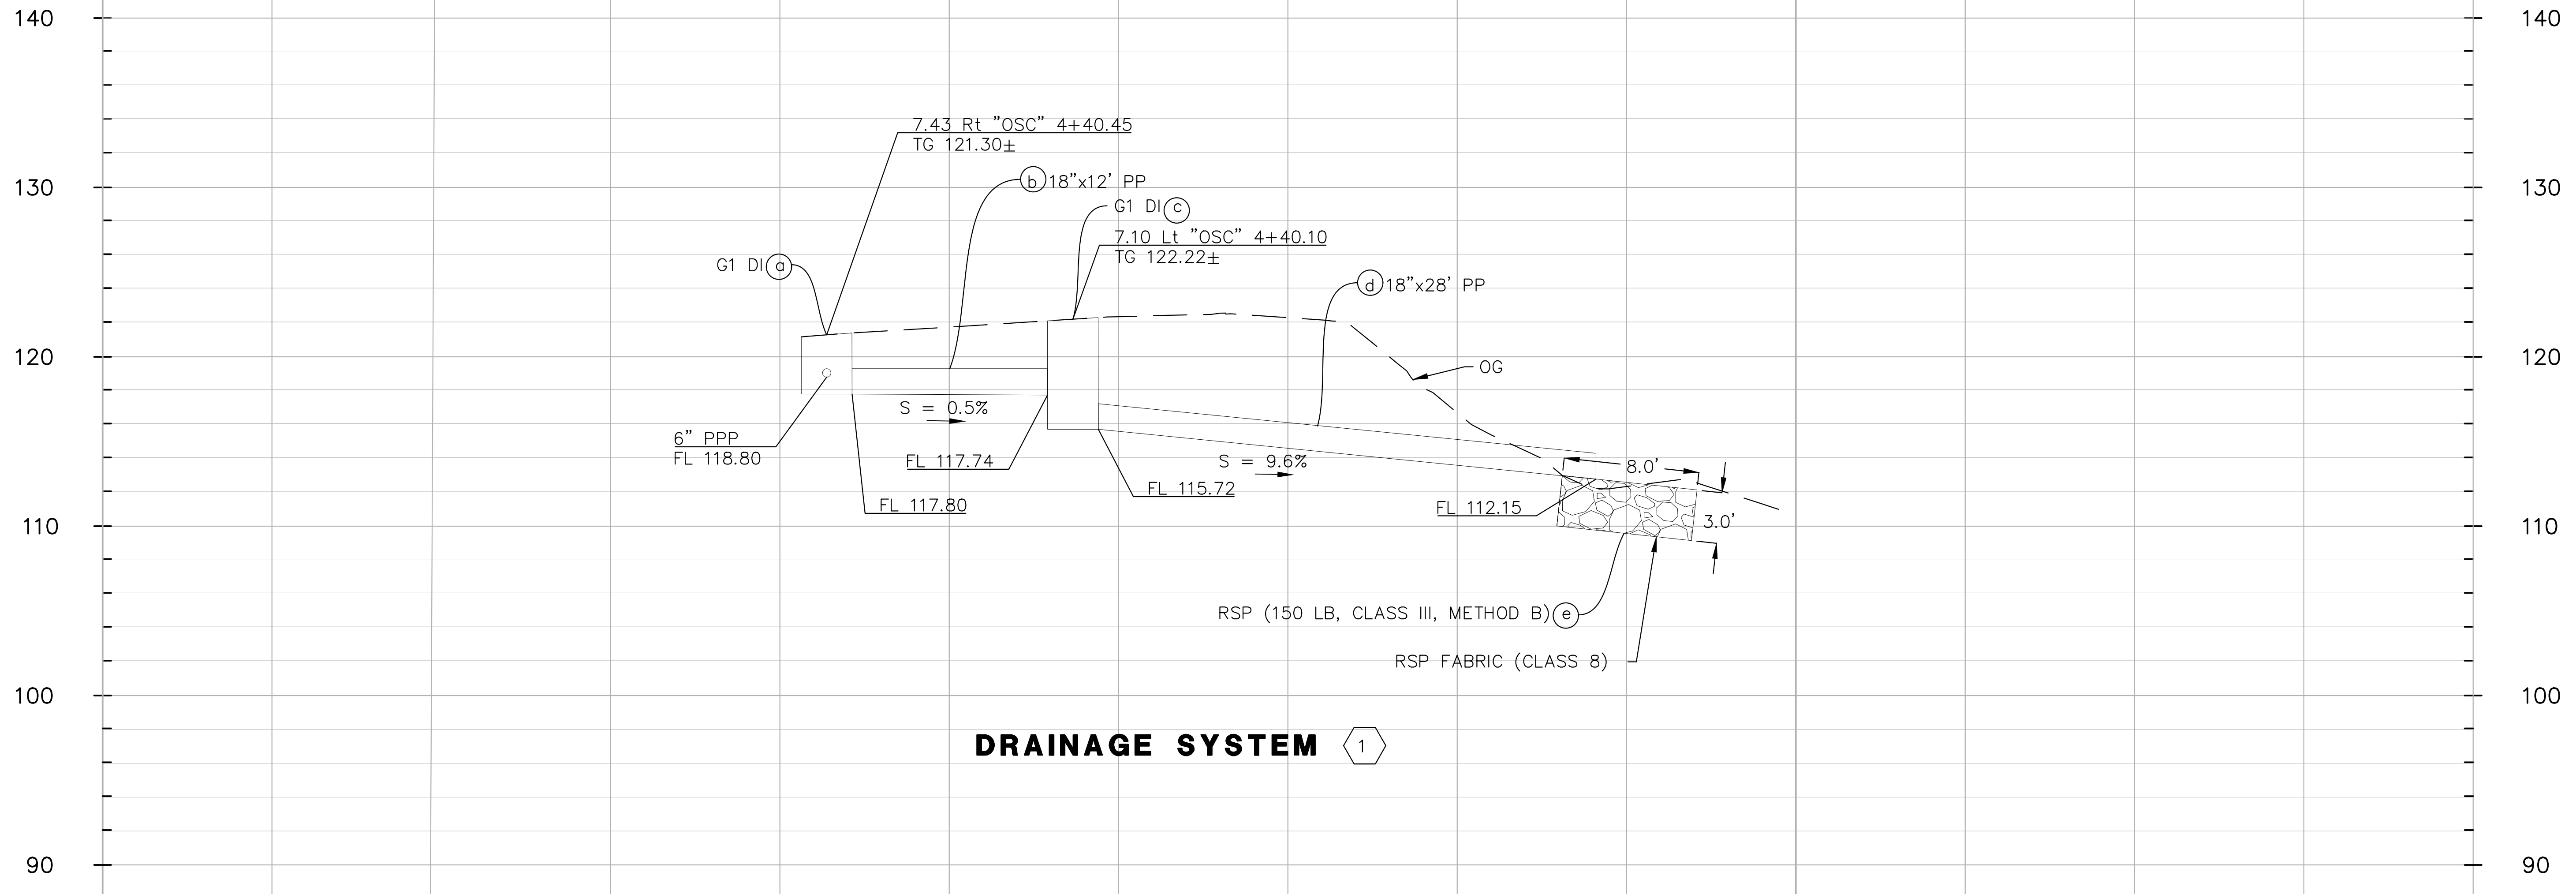 140
140
7.43 Rt "OSC" 4+40.45
TG 121.30±
130
b 18"x12' PP
130
G1 DI c
7.10 Lt "OSC" 4+40.10
TG 122.22±
G1 DI a
d 18"x28' PP
120
OG
120
S = 0.5%
6" PPP
FL 118.80
FL 117.74
S = 9.6%
8.0'
FL 115.72
FL 117.80
FL 112.15
110
3.0'
110
RSP (150 LB, CLASS III, METHOD B) e
RSP FABRIC (CLASS 8)
100
100
DRAINAGE SYSTEM 1
90
90